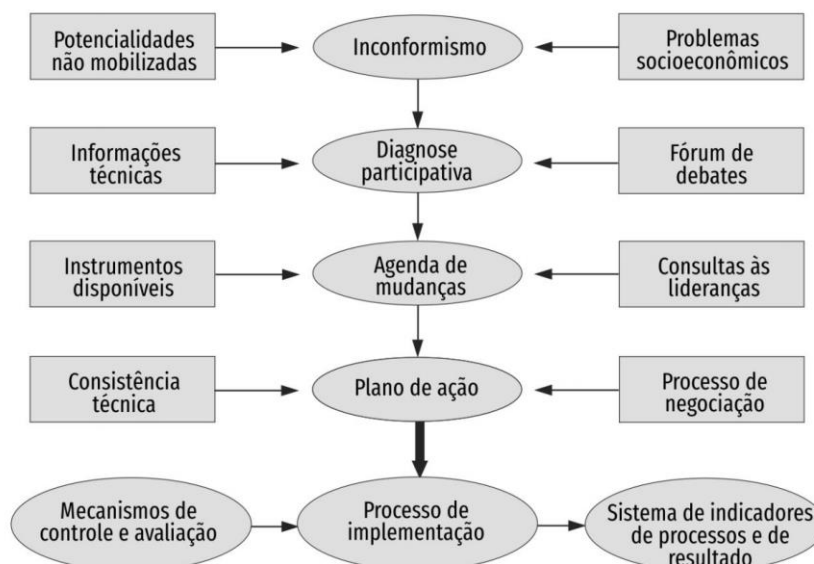 Potencialidades
não mobilizadas
Inconformismo
Problemas
socioeconômicos
Informações
técnicas
Diagnose
participativa
Fórum de
debates
Instrumentos
disponíveis
Agenda de
mudanças
Consultas às
lideranças
Consistência
técnica
Plano de ação
Processo de
negociação
Mecanismos de
controle e avaliação
Processo de
implementação
Sistema de indicadores
de processos e de
resultado